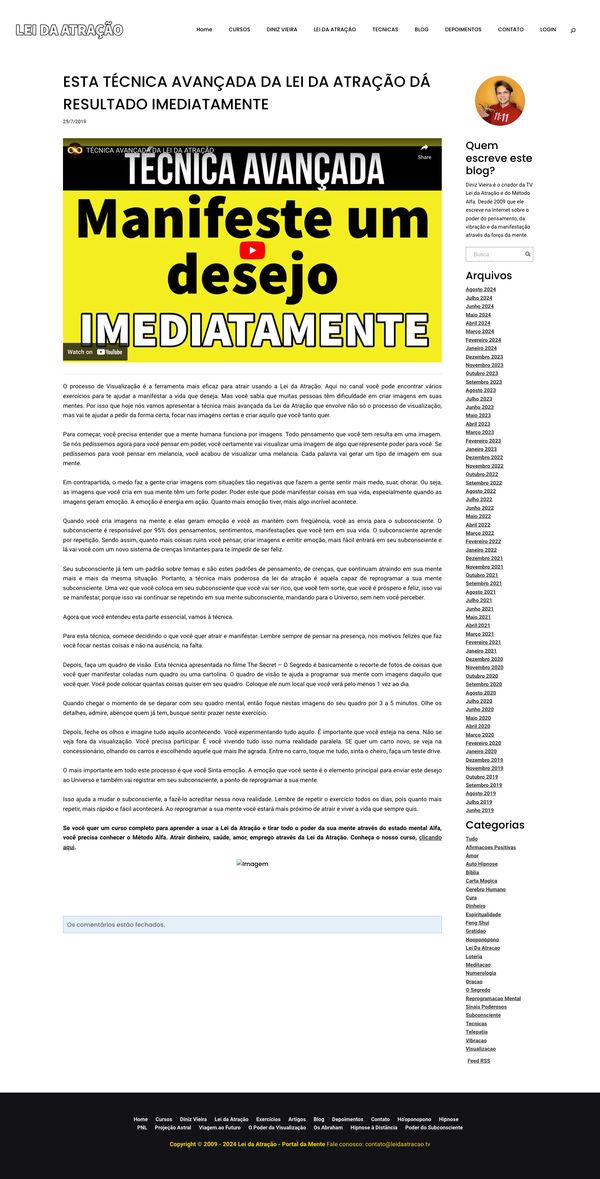 LEI DA ATRAÇÃO
Home CURSOS DINIZ VIEIRA LEI DA ATRAÇÃO TECNICAS BLOG DEPOIMENTOS CONTATO LOGIN
ESTA TÉCNICA AVANÇADA DA LEI DA ATRAÇÃO DÁ
RESULTADO IMEDIATAMENTE
25/7/2019
TÉCNICA AVANÇADA DA LEI DA ATRAÇÃO
Share
TÉCNICA AVANÇADA
Manifeste um
desejo
IMEDIATAMENTE
Watch on YouTube
O processo de Visualização é a ferramenta mais eficaz para atrair usando a Lei da Atração. Aqui no canal você pode encontrar vários
exercícios para te ajudar a manifestar a vida que deseja. Mas você sabia que muitas pessoas têm dificuldade em criar imagens em suas
mentes. Por isso que hoje nós vamos apresentar a técnica mais avançada da Lei da Atração que envolve não só o processo de visualização,
mas vai te ajudar a pedir da forma certa, focar nas imagens certas e criar aquilo que você tanto quer.
Para começar, você precisa entender que a mente humana funciona por imagens. Todo pensamento que você tem resulta em uma imagem.
Se nós pedíssemos agora para você pensar em poder, você certamente vai visualizar uma imagem de algo que represente poder para você. Se
pedíssemos para você pensar em melancia, você acabou de visualizar uma melancia. Cada palavra vai gerar um tipo de imagem em sua
mente.
Em contrapartida, o medo faz a gente criar imagens com situações tão negativas que fazem a gente sentir mais medo, suar, chorar. Ou seja,
as imagens que você cria em sua mente têm um forte poder. Poder este que pode manifestar coisas em sua vida, especialmente quando as
imagens geram emoção. A emoção é energia em ação. Quanto mais emoção tiver, mais algo incrível acontece.
Quando você cria imagens na mente e elas geram emoção e você as mantém com freqüência, você as envia para o subconsciente. O
subconsciente é responsável por 95% dos pensamentos, sentimentos, manifestações que você tem em sua vida. O subconsciente aprende
por repetição. Sendo assim, quanto mais coisas ruins você pensar, criar imagens e emitir emoção, mais fácil entrará em seu subconsciente e
lá vai você com um novo sistema de crenças limitantes para te impedir de ser feliz.
Seu subconsciente já tem um padrão sobre temas e são estes padrões de pensamento, de crenças, que continuam atraindo em sua mente
mais e mais da mesma situação. Portanto, a técnica mais poderosa da lei da atração é aquela capaz de reprogramar a sua mente
subconsciente. Uma vez que você coloca em seu subconsciente que você vai ser rico, que você tem sorte, que você é próspero e feliz, isso vai
se manifestar, porque isso vai continuar se repetindo em sua mente subconsciente, mandando para o Universo, sem nem você perceber.
Agora que você entendeu esta parte essencial, vamos à técnica.
Para esta técnica, comece decidindo o que você quer atrair e manifestar. Lembre sempre de pensar na presença, nos motivos felizes que faz
você focar nestas coisas e não na ausência, na falta.
Depois, faça um quadro de visão. Esta técnica apresentada no filme The Secret – O Segredo é basicamente o recorte de fotos de coisas que
você quer manifestar coladas num quadro ou uma cartolina. O quadro de visão te ajuda a programar sua mente com imagens daquilo que
você quer. Você pode colocar quantas coisas quiser em seu quadro. Coloque ele num local que você verá pelo menos 1 vez ao dia.
Quando chegar o momento de se deparar com seu quadro mental, então foque nestas imagens do seu quadro por 3 a 5 minutos. Olhe os
detalhes, admire, abençoe quem já tem, busque sentir prazer neste exercício.
Depois, feche os olhos e imagine tudo aquilo acontecendo. Você experimentando tudo aquilo. É importante que você esteja na cena. Não se
veja fora da visualização. Você precisa participar. É você vivendo tudo isso numa realidade paralela. SE quer um carro novo, se veja na
concessionário, olhando os carros e escolhendo aquele que mais lhe agrada. Entre no carro, toque me tudo, sinta o cheiro, faça um teste drive.
O mais importante em todo este processo é que você Sinta emoção. A emoção que você sente é o elemento principal para enviar este desejo
ao Universo e também vai registrar em seu subconsciente, a ponto de reprogramar a sua mente.
Isso ajuda a mudar o subconsciente, a fazê-lo acreditar nessa nova realidade. Lembre de repetir o exercício todos os dias, pois quanto mais
repetir, mais rápido e fácil acontecerá. Ao reprogramar a sua mente você estará mais próximo de atrair e viver a vida que sempre quis.
Se você quer um curso completo para aprender a usar a Lei da Atração e tirar todo o poder da sua mente através do estado mental Alfa,
você precisa conhecer o Método Alfa. Atrair dinheiro, saúde, amor, emprego através da Lei da Atração. Conheça o nosso curso, clicando
aqui.
Imagem
Os comentários estão fechados.
11:11
Quem
escreve este
blog?
Diniz Vieira é o criador da TV
Lei da Atração e do Método
Alfa. Desde 2009 que ele
escreve na Internet sobre o
poder do pensamento, da
vibração e da manifestação
através da força da mente.
Busca
Arquivos
Agosto 2024
Julho 2024
Junho 2024
Maio 2024
Abril 2024
Março 2024
Fevereiro 2024
Janeiro 2024
Dezembro 2023
Novembro 2023
Outubro 2023
Setembro 2023
Agosto 2023
Julho 2023
Junho 2023
Maio 2023
Abril 2023
Março 2023
Fevereiro 2023
Janeiro 2023
Dezembro 2022
Novembro 2022
Outubro 2022
Setembro 2022
Agosto 2022
Julho 2022
Junho 2022
Maio 2022
Abril 2022
Março 2022
Fevereiro 2022
Janeiro 2022
Dezembro 2021
Novembro 2021
Outubro 2021
Setembro 2021
Agosto 2021
Julho 2021
Junho 2021
Maio 2021
Abril 2021
Março 2021
Fevereiro 2021
Janeiro 2021
Dezembro 2020
Novembro 2020
Outubro 2020
Setembro 2020
Agosto 2020
Julho 2020
Junho 2020
Maio 2020
Abril 2020
Março 2020
Fevereiro 2020
Janeiro 2020
Dezembro 2019
Novembro 2019
Outubro 2019
Setembro 2019
Agosto 2019
Julho 2019
Junho 2019
Categorias
Tudo
Afirmacoes Positivas
Amor
Auto Hipnose
Bíblia
Carta Magica
Cerebro Humano
Cura
Dinheiro
Espiritualidade
Feng Shui
Gratidao
Hooponopono
Lei Da Atracao
Loteria
Meditacao
Numerologia
Oracao
O Segredo
Reprogramacao Mental
Sinais Poderosos
Subconsciente
Tecnicas
Telepatia
Vibracao
Visualizacao
Feed RSS
Home Cursos Diniz Vieira Lei da Atração Exercícios Artigos Blog Depoimentos Contato Ho'oponopono Hipnose
PNL Projeção Astral Viagem ao Futuro O Poder da Visualização Os Abraham Hipnose à Distância Poder do Subconsciente
Copyright © 2009 - 2024 Lei da Atração - Portal da Mente Fale conosco: contato@leidaatracao.tv